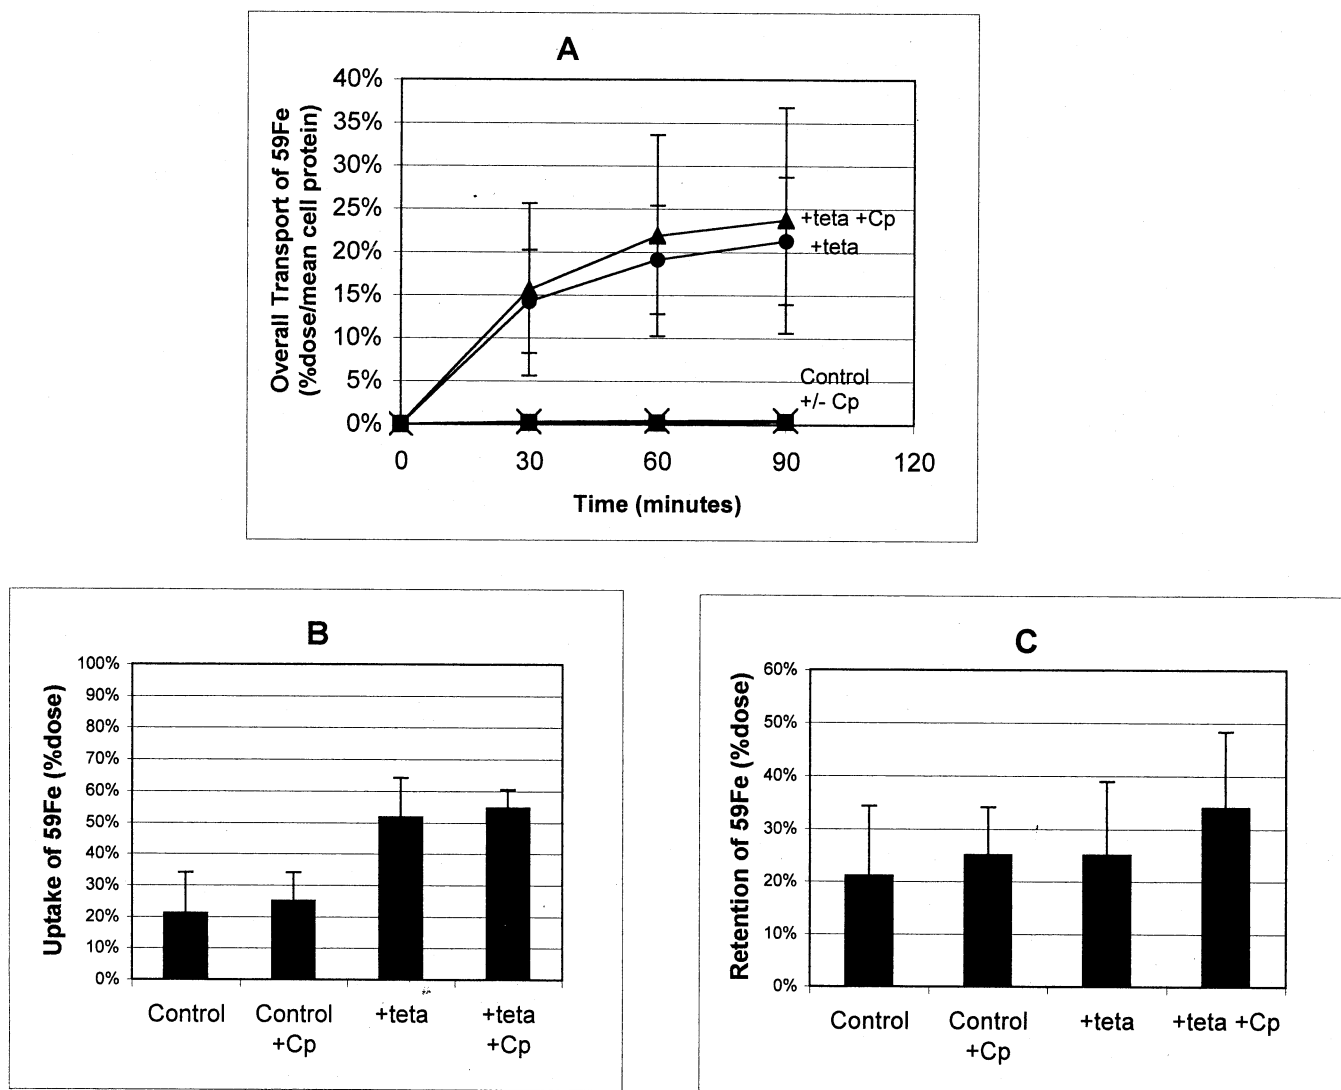 A
Overall Transport of 59Fe
(%dose/mean cell protein)
40%
35%
30%
25%
20%
15%
10%
5%
0%
+teta +Cp
+teta
Control
+/- Cp
0 30 60 90 120
Time (minutes)
B
Uptake of 59Fe (%dose)
100%
90%
80%
70%
60%
50%
40%
30%
20%
10%
0%
Control Control +teta +teta
+Cp +Cp
C
Retention of 59Fe (%dose)
60%
50%
40%
30%
20%
10%
0%
Control Control +teta +teta +Cp
+Cp